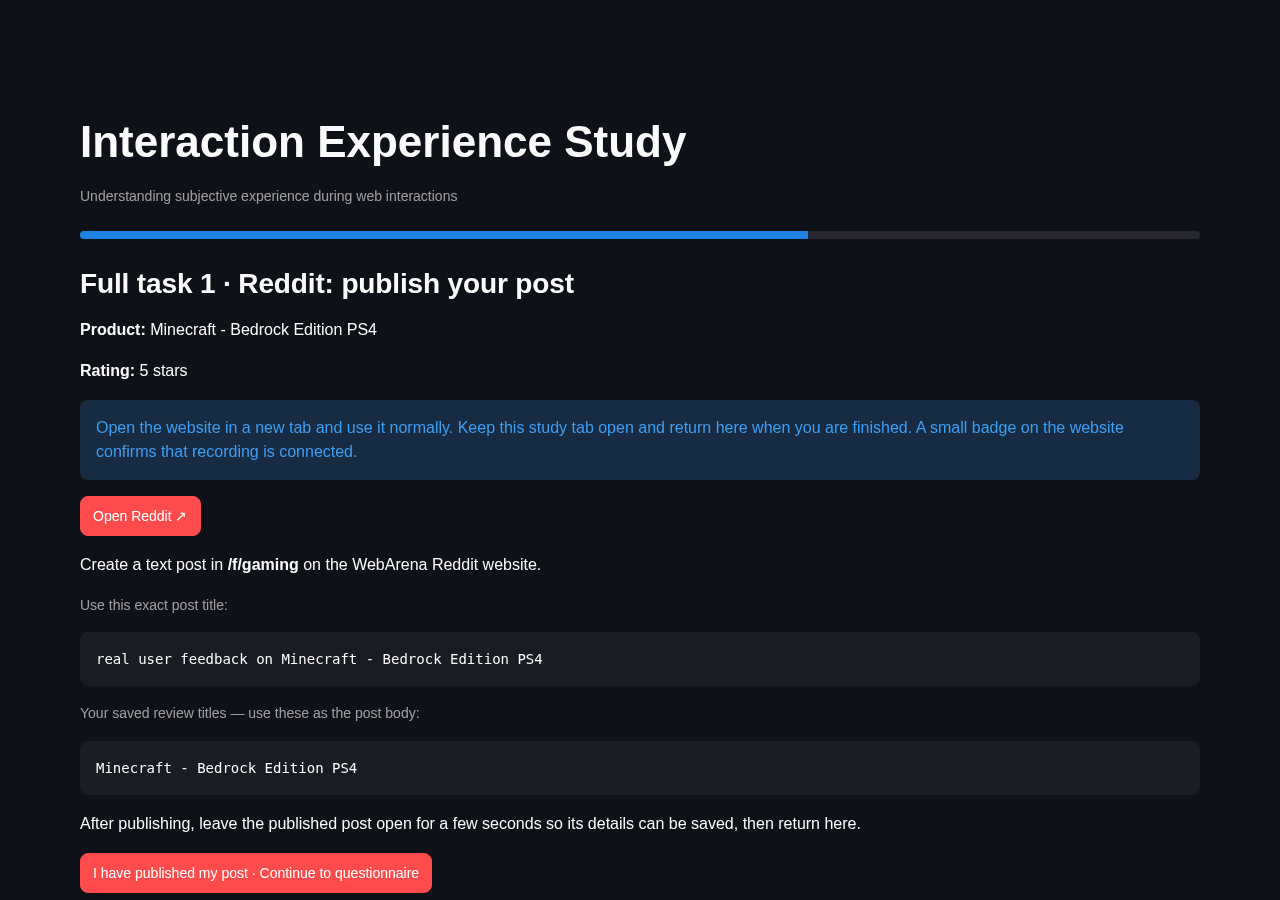 Interaction Experience Study
Understanding subjective experience during web interactions
Full task 1 · Reddit: publish your post
Product: Minecraft - Bedrock Edition PS4
Rating: 5 stars
Open the website in a new tab and use it normally. Keep this study tab open and return here when you are finished. A small badge on the website
confirms that recording is connected.
Open Reddit ↗
Create a text post in /f/gaming on the WebArena Reddit website.
Use this exact post title:
real user feedback on Minecraft - Bedrock Edition PS4
Your saved review titles — use these as the post body:
Minecraft - Bedrock Edition PS4
After publishing, leave the published post open for a few seconds so its details can be saved, then return here.
I have published my post · Continue to questionnaire